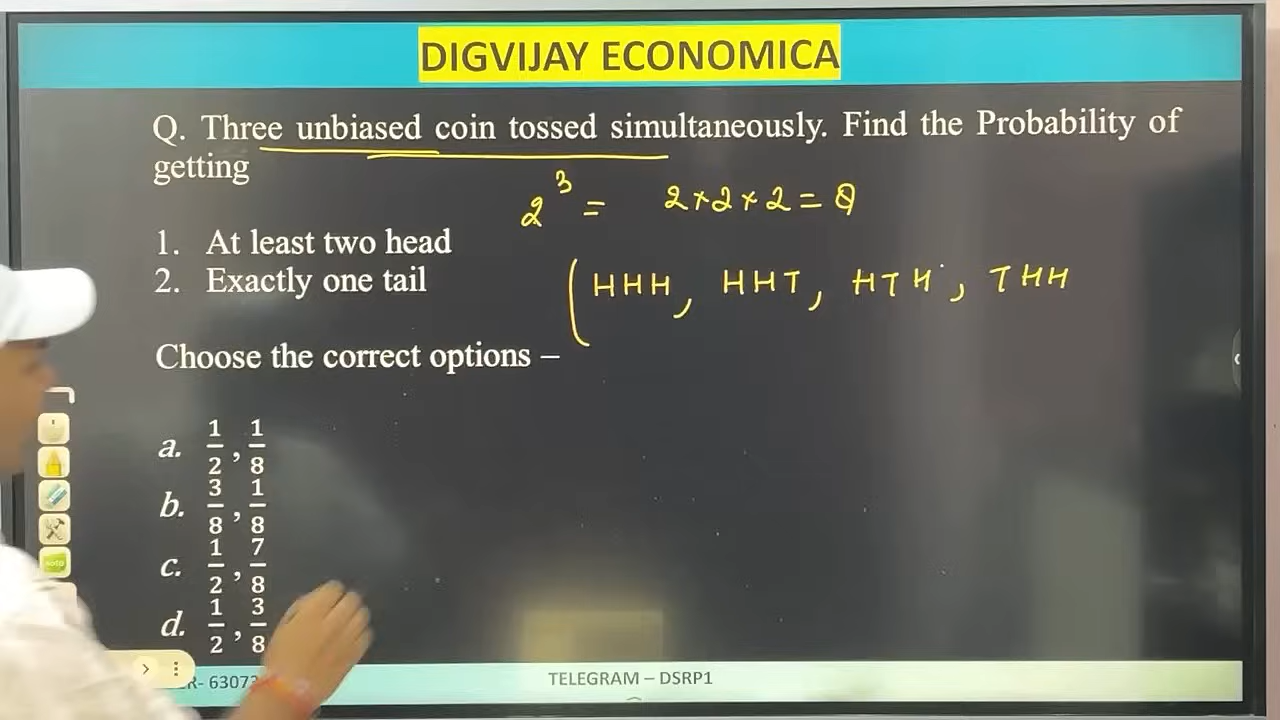 DIGVIJAY ECONOMICA
Q. Three unbiased coin tossed simultaneously. Find the Probability of
getting
2³ = 2×2×2=8
1. At least two head
2. Exactly one tail
(HHH, HHT, HTH, THH
Choose the correct options –
a. 1/2, 1/8
b. 3/8, 1/8
c. 1/2, 7/8
d. 1/2, 3/8
TELEGRAM – DSRP1